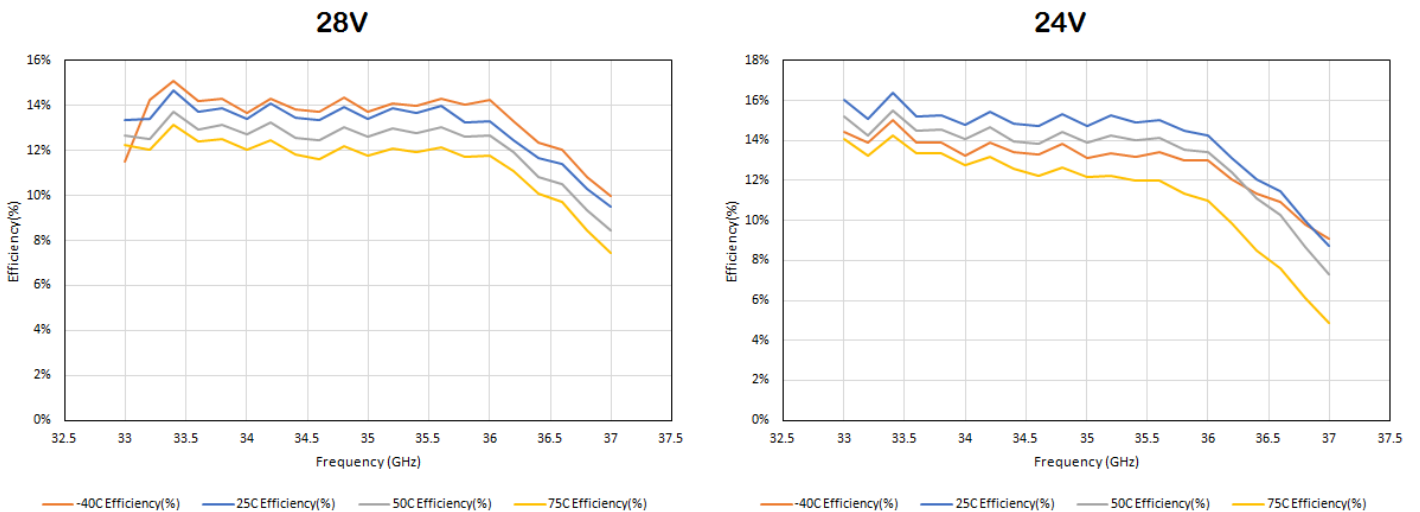 28V
16%
14%
12%
10%
8%
6%
4%
2%
0%
Efficiency(%)
32.5 33 33.5 34 34.5 35 35.5 36 36.5 37 37.5
Frequency (GHz)
-40C Efficiency(%) 25C Efficiency(%) 50C Efficiency(%) 75C Efficiency(%)
24V
18%
16%
14%
12%
10%
8%
6%
4%
2%
0%
Efficiency(%)
32.5 33 33.5 34 34.5 35 35.5 36 36.5 37 37.5
Frequency (GHz)
-40C Efficiency(%) 25C Efficiency(%) 50C Efficiency(%) 75C Efficiency(%)